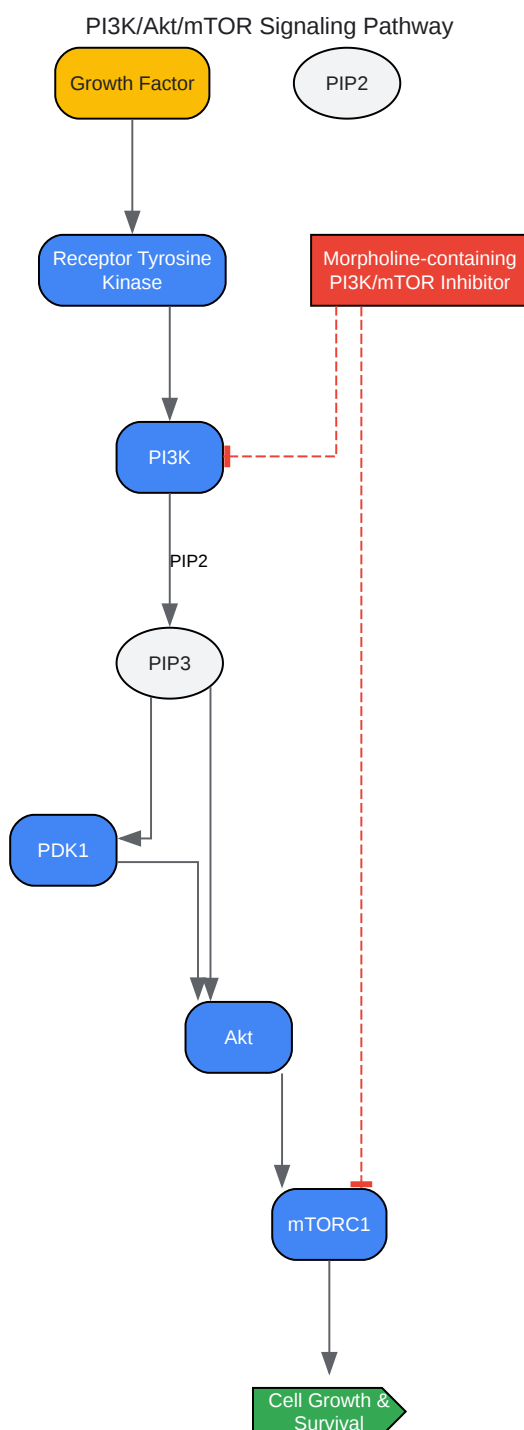 PI3K/Akt/mTOR Signaling Pathway
Growth Factor
PIP2
Receptor Tyrosine
Kinase
Morpholine-containing
PI3K/mTOR Inhibitor
PI3K
PIP2
PIP3
PDK1
Akt
mTORC1
Cell Growth &
Survival